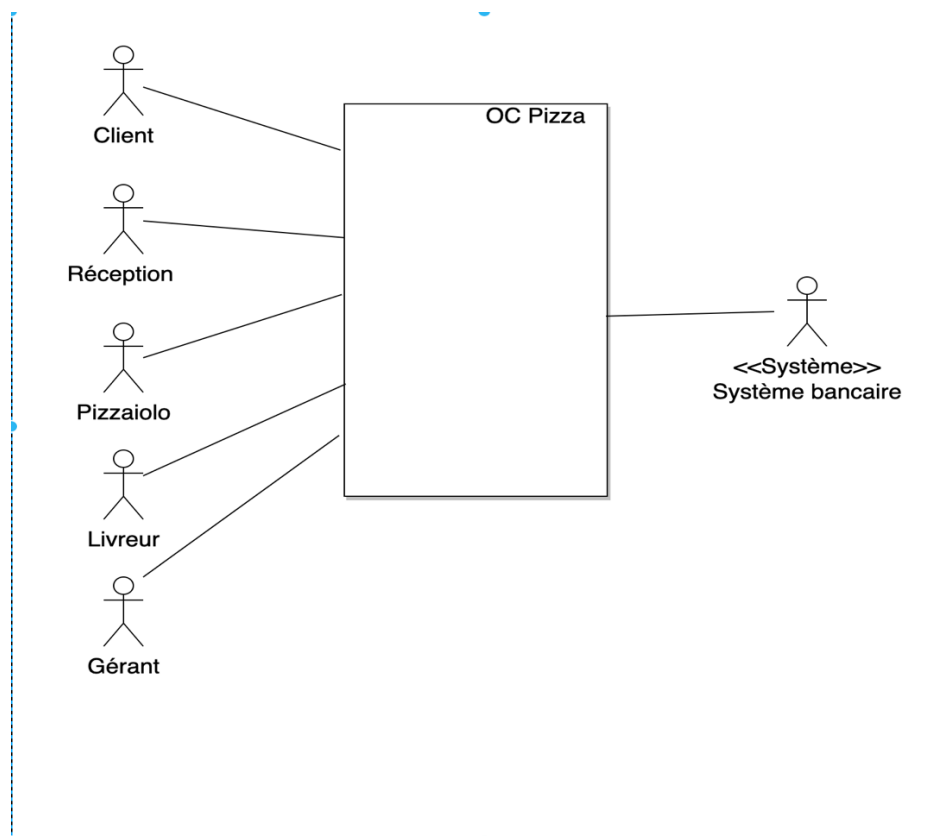 OC Pizza
Client
Réception
Pizzaiolo
<<Système>>
Système bancaire
Livreur
Gérant